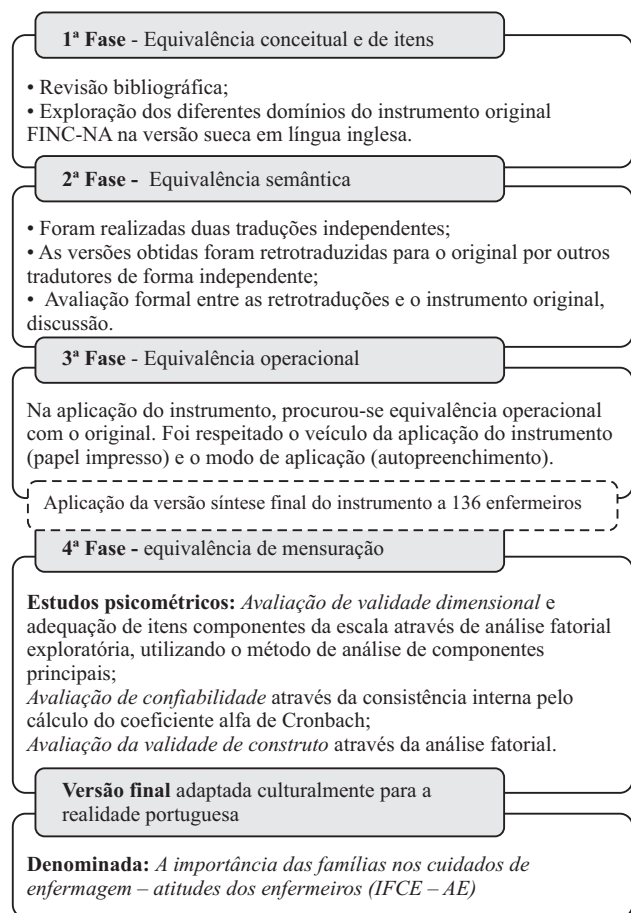 1ª Fase - Equivalência conceitual e de itens
• Revisão bibliográfica;
• Exploração dos diferentes domínios do instrumento original
FINC-NA na versão sueca em língua inglesa.
2ª Fase - Equivalência semântica
• Foram realizadas duas traduções independentes;
• As versões obtidas foram retrotraduzidas para o original por outros
tradutores de forma independente;
• Avaliação formal entre as retrotraduções e o instrumento original,
discussão.
3ª Fase - Equivalência operacional
Na aplicação do instrumento, procurou-se equivalência operacional
com o original. Foi respeitado o veículo da aplicação do instrumento
(papel impresso) e o modo de aplicação (autopreenchimento).
Aplicação da versão síntese final do instrumento a 136 enfermeiros
4ª Fase - equivalência de mensuração
Estudos psicométricos: Avaliação de validade dimensional e
adequação de itens componentes da escala através de análise fatorial
exploratória, utilizando o método de análise de componentes
principais;
Avaliação de confiabilidade através da consistência interna pelo
cálculo do coeficiente alfa de Cronbach;
Avaliação da validade de construto através da análise fatorial.
Versão final adaptada culturalmente para a
realidade portuguesa
Denominada: A importância das famílias nos cuidados de
enfermagem – atitudes dos enfermeiros (IFCE – AE)